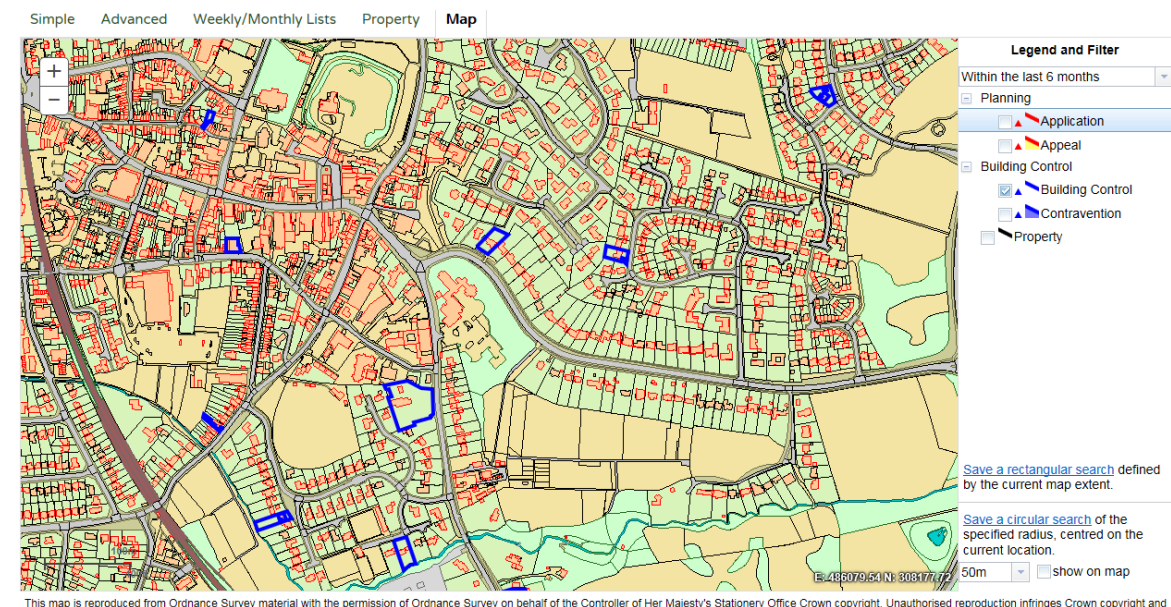 Simple Advanced Weekly/Monthly Lists Property Map
+
−
Legend and Filter
Within the last 6 months
Planning
Application
Appeal
Building Control
Building Control
Contravention
Property
Save a rectangular search defined
by the current map extent.
Save a circular search of the
specified radius, centred on the
current location.
50m show on map
100m
E: 486079.54 N: 308177.72
This map is reproduced from Ordnance Survey material with the permission of Ordnance Survey on behalf of the Controller of Her Majesty's Stationery Office Crown copyright. Unauthorised reproduction infringes Crown copyright and